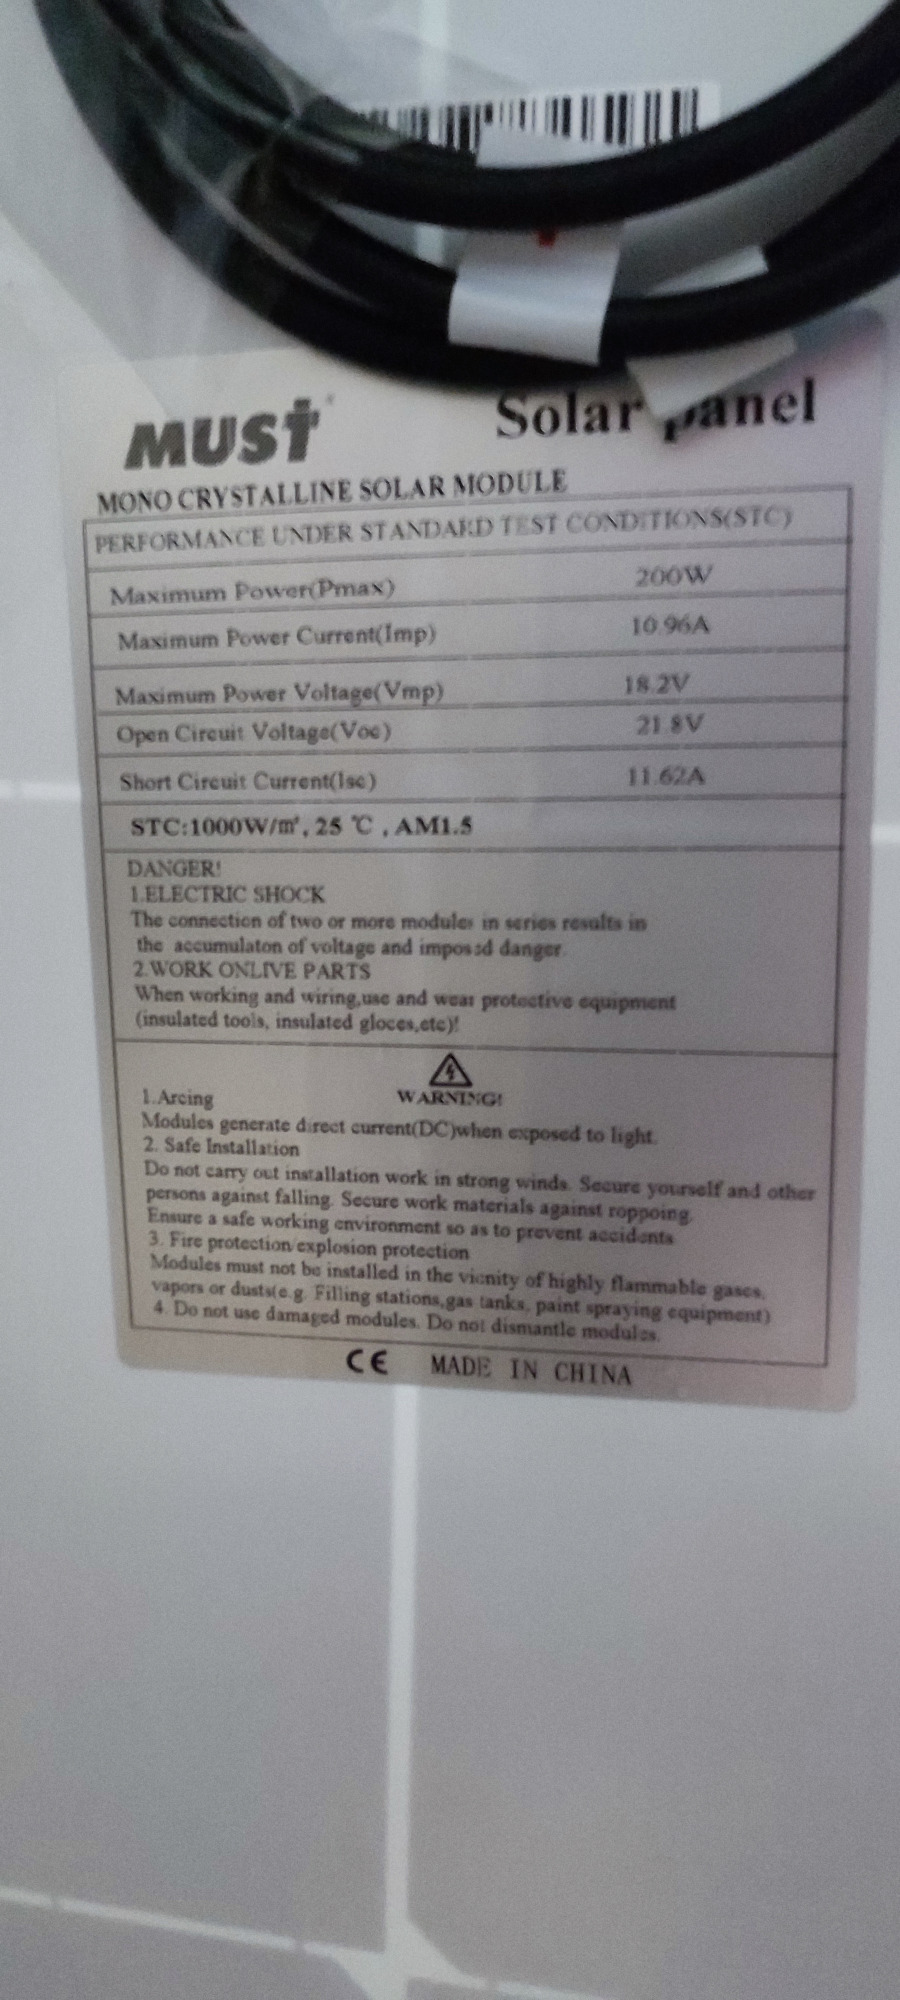 MUST
Solar panel
MONO CRYSTALLINE SOLAR MODULE
PERFORMANCE UNDER STANDARD TEST CONDITIONS(STC)
Maximum Power(Pmax) 200W
Maximum Power Current(Imp) 10.96A
Maximum Power Voltage(Vmp) 18.2V
Open Circuit Voltage(Voc) 21.8V
Short Circuit Current(Isc) 11.62A
STC:1000W/m², 25 ℃ , AM1.5
DANGER!
1.ELECTRIC SHOCK
The connection of two or more modules in series results in
the accumulaton of voltage and imposed danger.
2.WORK ONLIVE PARTS
When working and wiring,use and wear protective equipment
(insulated tools, insulated gloces,etc)!
WARNING!
1.Arcing
Modules generate direct current(DC)when exposed to light.
2. Safe Installation
Do not carry out installation work in strong winds. Secure yourself and other
persons against falling. Secure work materials against roppoing.
Ensure a safe working environment so as to prevent accidents
3. Fire protection/explosion protection
Modules must not be installed in the vicnity of highly flammable gases,
vapors or dusts(e.g. Filling stations,gas tanks, paint spraying equipment)
4. Do not use damaged modules. Do not dismantle modules.
CE MADE IN CHINA